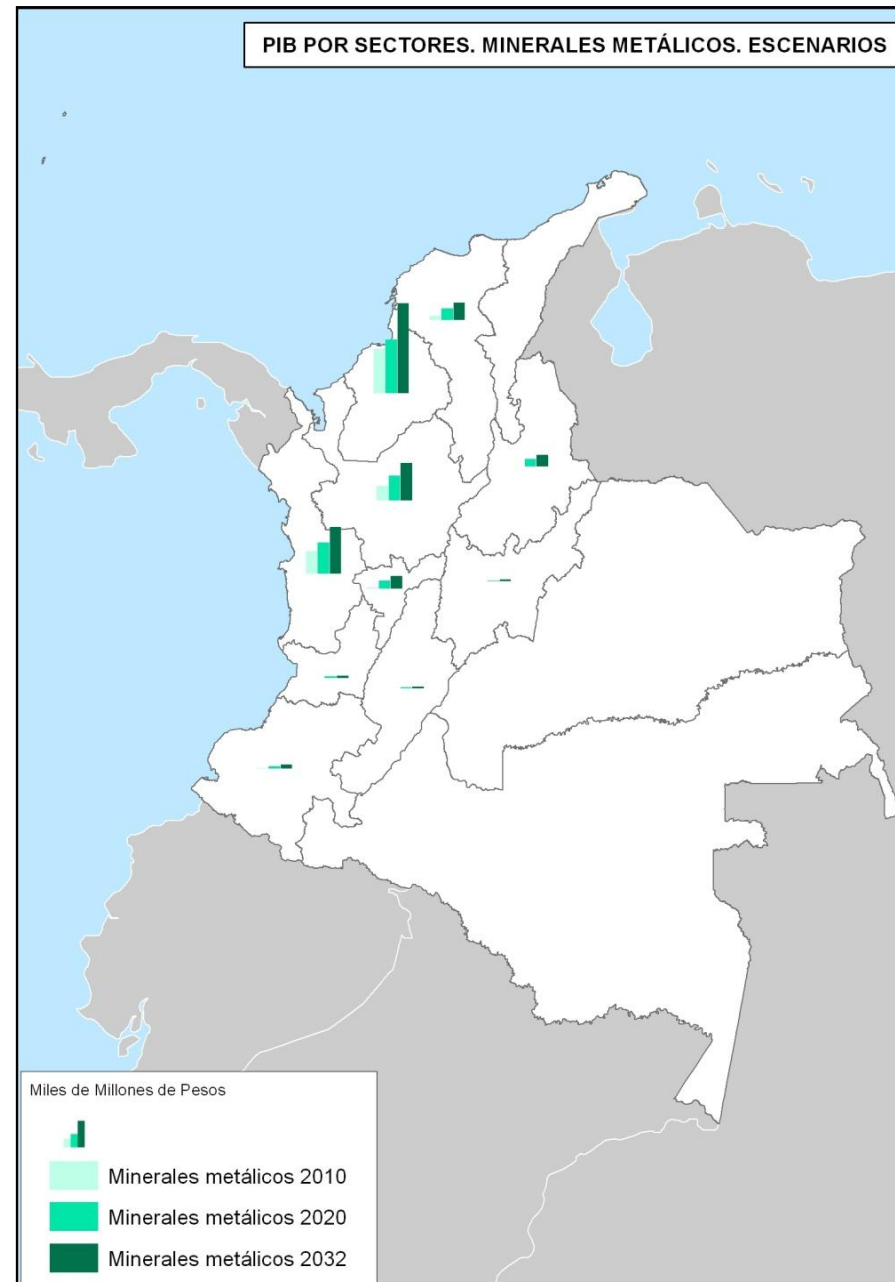 PIB POR SECTORES. MINERALES METÁLICOS. ESCENARIOS
Miles de Millones de Pesos
Minerales metálicos 2010
Minerales metálicos 2020
Minerales metálicos 2032